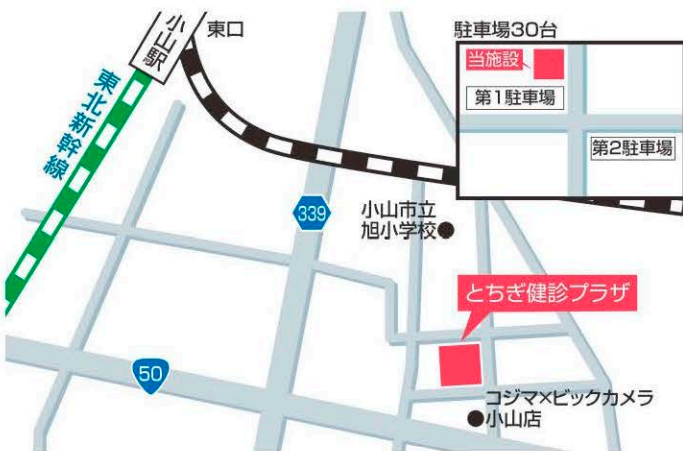 小山駅
東口
東北新幹線
駐車場30台
当施設
第1駐車場
第2駐車場
339
小山市立
旭小学校
とちぎ健診プラザ
50
コジマ×ビックカメラ
小山店